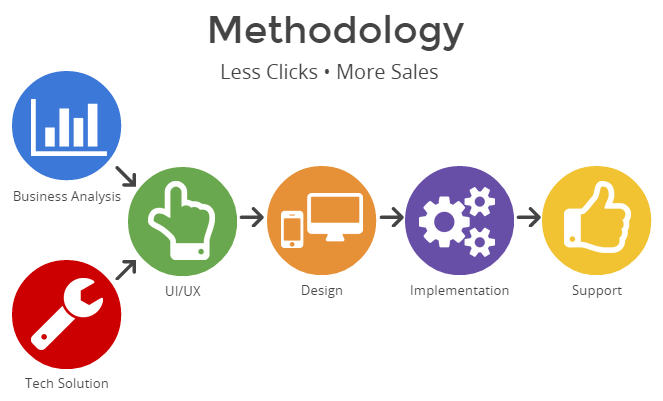 Methodology
Less Clicks • More Sales
Business Analysis
Tech Solution
UI/UX
Design
Implementation
Support